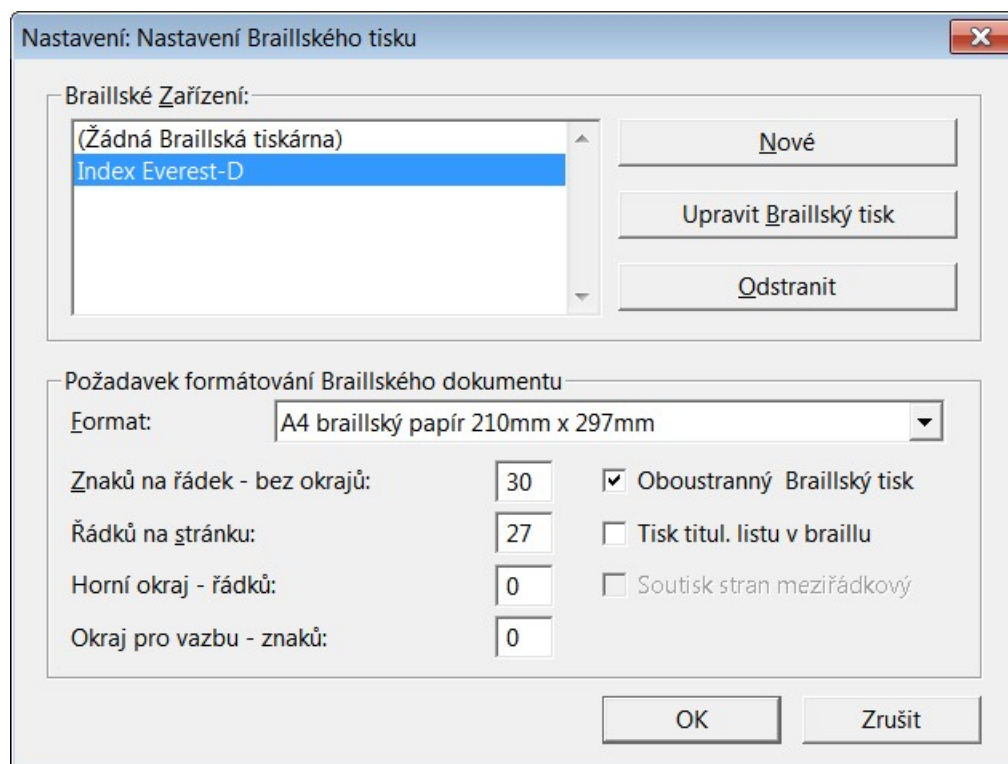 Nastavení: Nastavení Braillského tisku
Braillské Zařízení:
(Žádná Braillská tiskárna)
Index Everest-D
Nové
Upravit Braillský tisk
Odstranit
Požadavek formátování Braillského dokumentu
Format:
A4 braillský papír 210mm x 297mm
Znaků na řádek - bez okrajů:
30
Oboustranný  Braillský tisk
Řádků na stránku:
27
Tisk titul. listu v braillu
Horní okraj - řádků:
0
Soutisk stran meziřádkový
Okraj pro vazbu - znaků:
0
OK
Zrušit